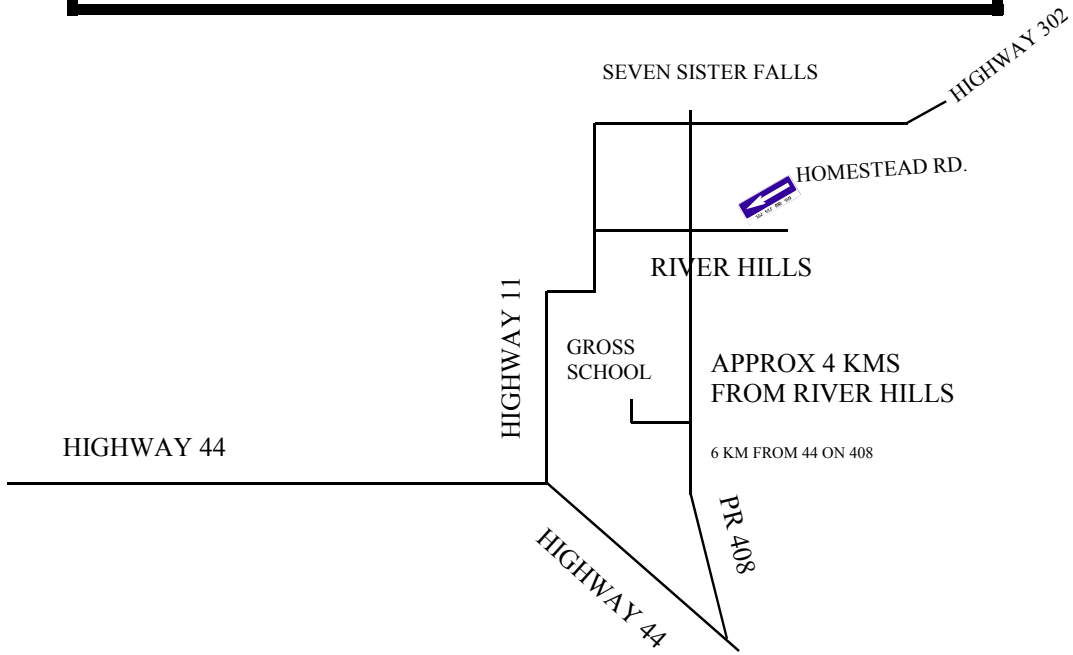 HIGHWAY 302
SEVEN SISTER FALLS
HOMESTEAD RD.
RIVER HILLS
HIGHWAY 11
GROSS
SCHOOL
APPROX 4 KMS
FROM RIVER HILLS
HIGHWAY 44
6 KM FROM 44 ON 408
PR 408
HIGHWAY 44